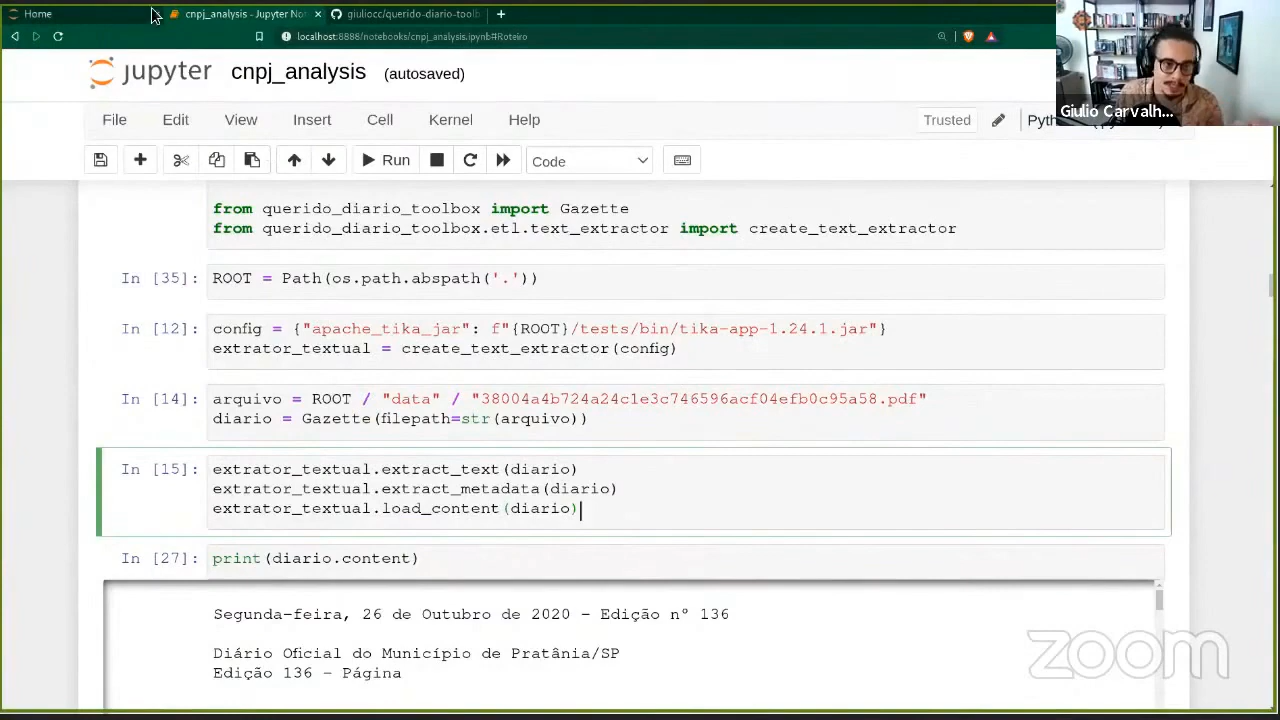 Home
cnpj_analysis - Jupyter Not
giuliocc/querido-diario-toolb
localhost:8888/notebooks/cnpj_analysis.ipynb#Roteiro
jupyter cnpj_analysis (autosaved)
Giulio Carvalh...
File Edit View Insert Cell Kernel Help
Trusted
Run
Code
from querido_diario_toolbox import Gazette
from querido_diario_toolbox.etl.text_extractor import create_text_extractor
In [35]: ROOT = Path(os.path.abspath('.'))
In [12]: config = {"apache_tika_jar": f"{ROOT}/tests/bin/tika-app-1.24.1.jar"}
extrator_textual = create_text_extractor(config)
In [14]: arquivo = ROOT / "data" / "38004a4b724a24c1e3c746596acf04efb0c95a58.pdf"
diario = Gazette(filepath=str(arquivo))
In [15]: extrator_textual.extract_text(diario)
extrator_textual.extract_metadata(diario)
extrator_textual.load_content(diario)
In [27]: print(diario.content)
Segunda-feira, 26 de Outubro de 2020 – Edição nº 136
Diário Oficial do Município de Pratânia/SP
Edição 136 – Página
zoom